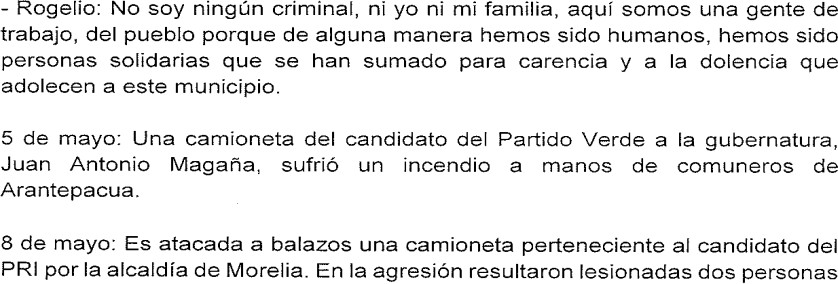 - Rogelio: No soy ningún criminal, ni yo ni mi familia, aquí somos una gente de
trabajo, del pueblo porque de alguna manera hemos sido humanos, hemos sido
personas solidarias que se han sumado para carencia y a la dolencia que
adolecen a este municipio.
5 de mayo: Una camioneta del candidato del Partido Verde a la gubernatura,
Juan Antonio Magaña, sufrió un incendio a manos de comuneros de
Arantepacua.
8 de mayo: Es atacada a balazos una camioneta perteneciente al candidato del
PRI por la alcaldía de Morelia. En la agresión resultaron lesionadas dos personas